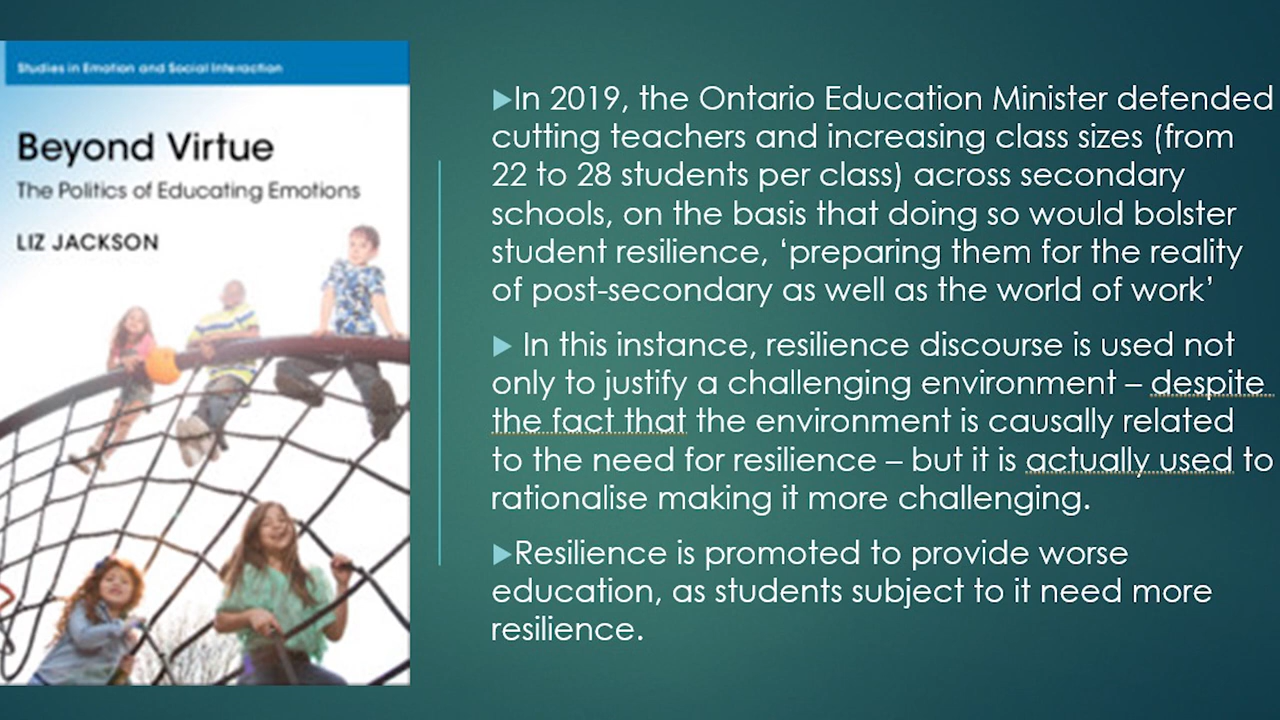 Studies in Emotion and Social Interaction
Beyond Virtue
The Politics of Educating Emotions
LIZ JACKSON
In 2019, the Ontario Education Minister defended
cutting teachers and increasing class sizes (from
22 to 28 students per class) across secondary
schools, on the basis that doing so would bolster
student resilience, ‘preparing them for the reality
of post-secondary as well as the world of work’
In this instance, resilience discourse is used not
only to justify a challenging environment – despite
the fact that the environment is causally related
to the need for resilience – but it is actually used to
rationalise making it more challenging.
Resilience is promoted to provide worse
education, as students subject to it need more
resilience.